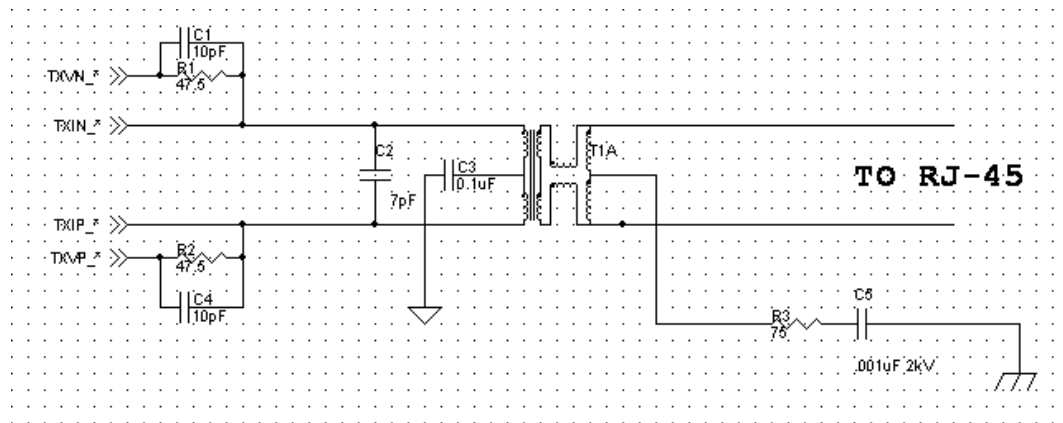 C1
10pF
TXVN_*
R1
47.5
TXIN_*
C2
7pF
C3
0.1uF
T1A
TO RJ-45
TXIP_*
TXVP_*
R2
47.5
C4
10pF
R3
75
C5
.001uF 2kV